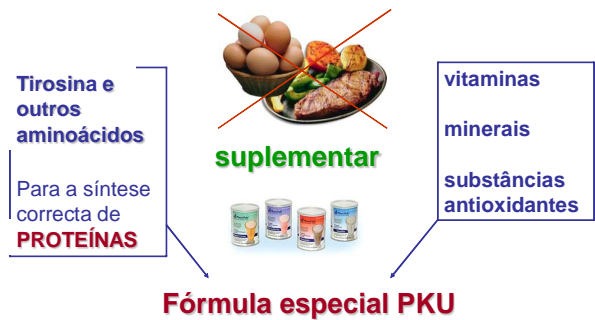 Tirosina e
outros
aminoácidos
Para a síntese
correcta de
PROTEÍNAS
suplementar
vitaminas
minerais
substâncias
antioxidantes
Fórmula especial PKU